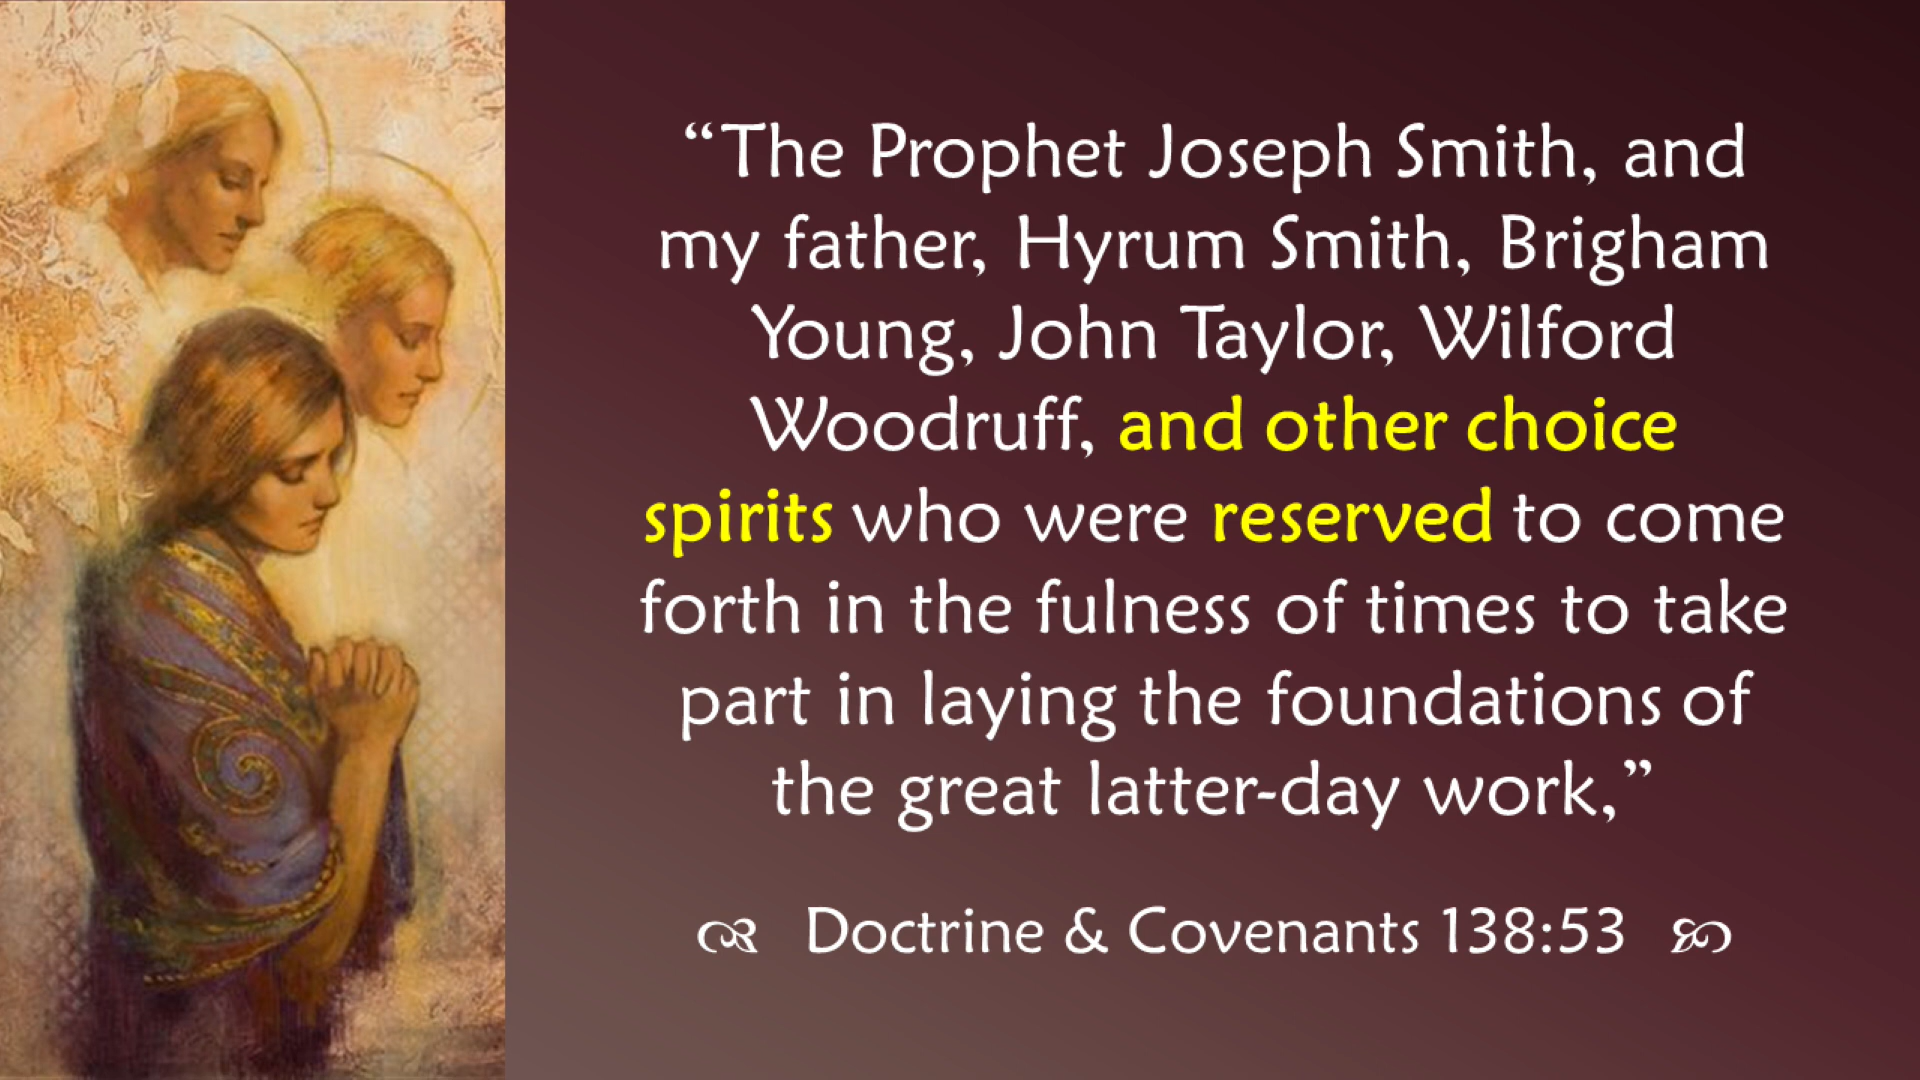 “The Prophet Joseph Smith, and
my father, Hyrum Smith, Brigham
Young, John Taylor, Wilford
Woodruff, and other choice
spirits who were reserved to come
forth in the fulness of times to take
part in laying the foundations of
the great latter-day work,”
Doctrine & Covenants 138:53